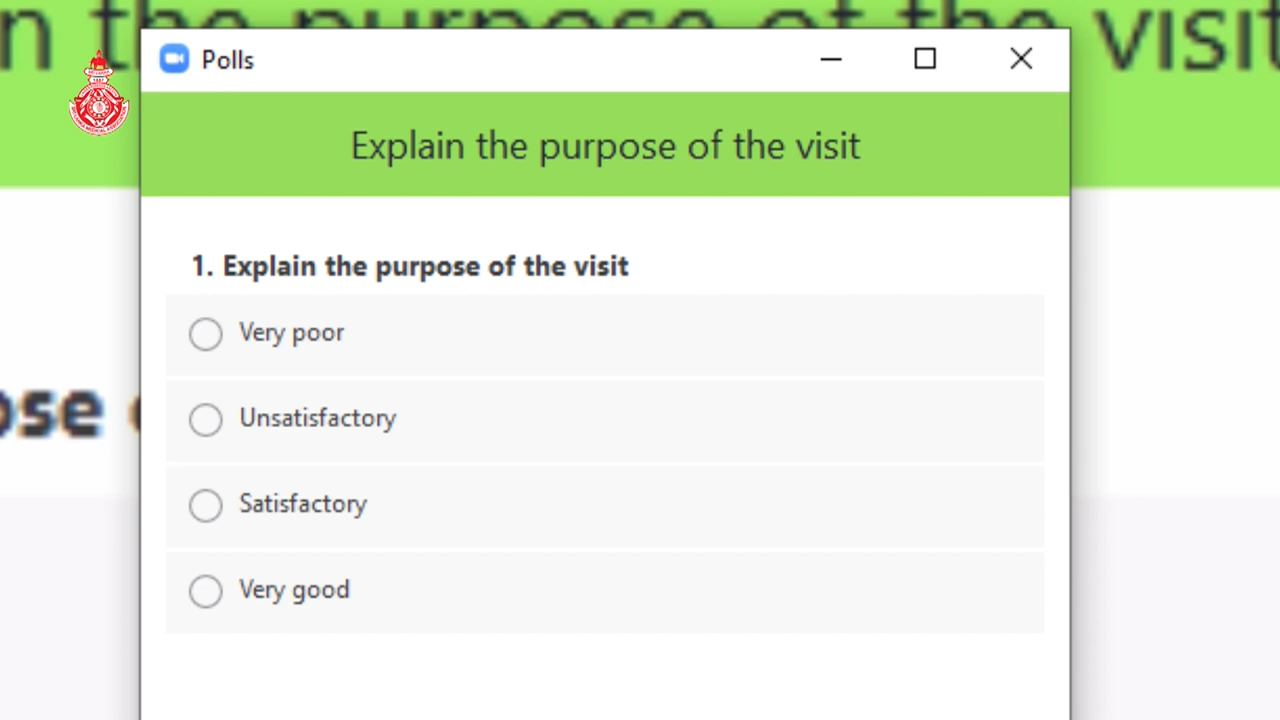 Polls
Explain the purpose of the visit
1. Explain the purpose of the visit
Very poor
Unsatisfactory
Satisfactory
Very good